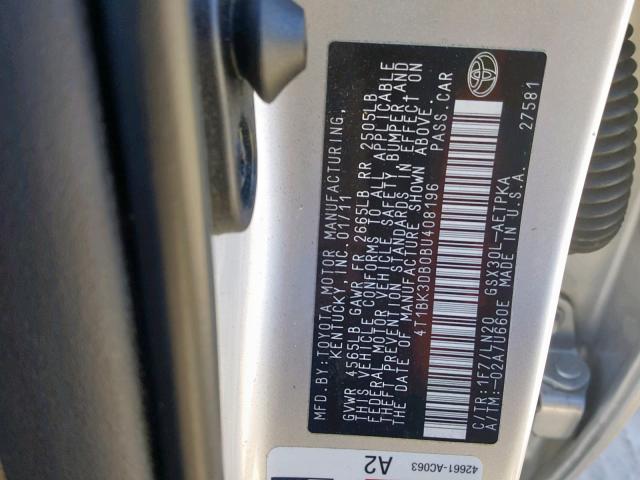 MFD.BY:TOYOTA MOTOR MANUFACTURING,
KENTUCKY, INC. 01/11
GVWR 4565LB GAWR FR 2665LB RR 2505LB
THIS VEHICLE CONFORMS TO ALL APPLICABLE
FEDERAL MOTOR VEHICLE SAFETY, BUMPER, AND
THEFT PREVENTION STANDARDS IN EFFECT ON
THE DATE OF MANUFACTURE SHOWN ABOVE.
4T1BK3DB0BU408196 PASS.CAR
C/TR:1F7/LN20 GSX30L-AETPKA
A/TM:-02A/U660E MADE IN U.S.A.
27581
42661-AC063
A2